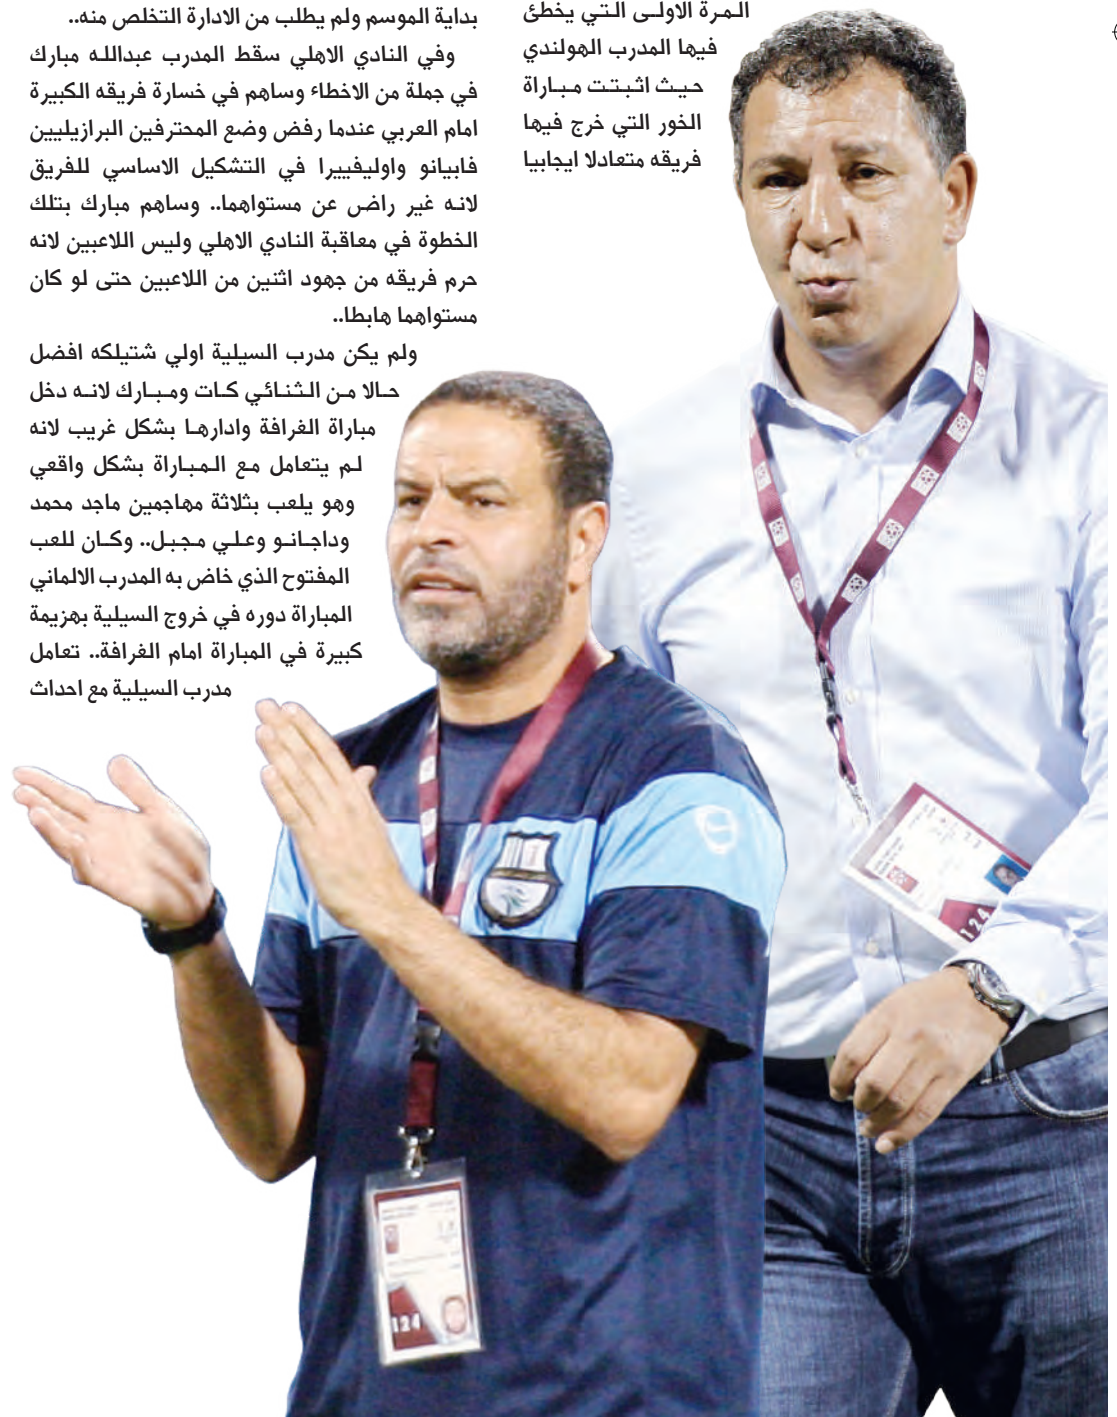 المرة الاولى التي يخطئ
فيها المدرب الهولندي
حيث اثبتت مباراة
الخور التي خرج فيها
فريقه متعادلا ايجابيا
بداية الموسم ولم يطلب من الادارة التخلص منه..
وفي النادي الاهلي سقط المدرب عبدالله مبارك
في جملة من الاخطاء وساهم في خسارة فريقه الكبيرة
امام العربي عندما رفض وضع المحترفين البرازيليين
فابيانو واوليفييرا في التشكيل الاساسي للفريق
لانه غير راض عن مستواهما.. وساهم مبارك بتلك
الخطوة في معاقبة النادي الاهلي وليس اللاعبين لانه
حرم فريقه من جهود اثنين من اللاعبين حتى لو كان
مستواهما هابطا..
ولم يكن مدرب السيلية اولي شتيلكه افضل
حالا من الثنائي كات ومبارك لانه دخل
مباراة الغرافة وادارها بشكل غريب لانه
لم يتعامل مع المباراة بشكل واقعي
وهو يلعب بثلاثة مهاجمين ماجد محمد
وداجانو وعلي مجبل.. وكان للعب
المفتوح الذي خاض به المدرب الالماني
المباراة دوره في خروج السيلية بهزيمة
كبيرة في المباراة امام الغرافة.. تعامل
مدرب السيلية مع احداث
124
124